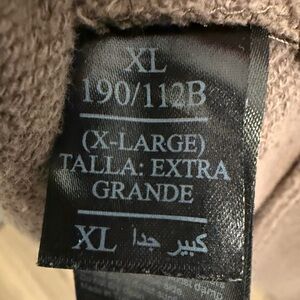 XL
190/112B
(X-LARGE)
TALLA: EXTRA
GRANDE
XL كبير جدا